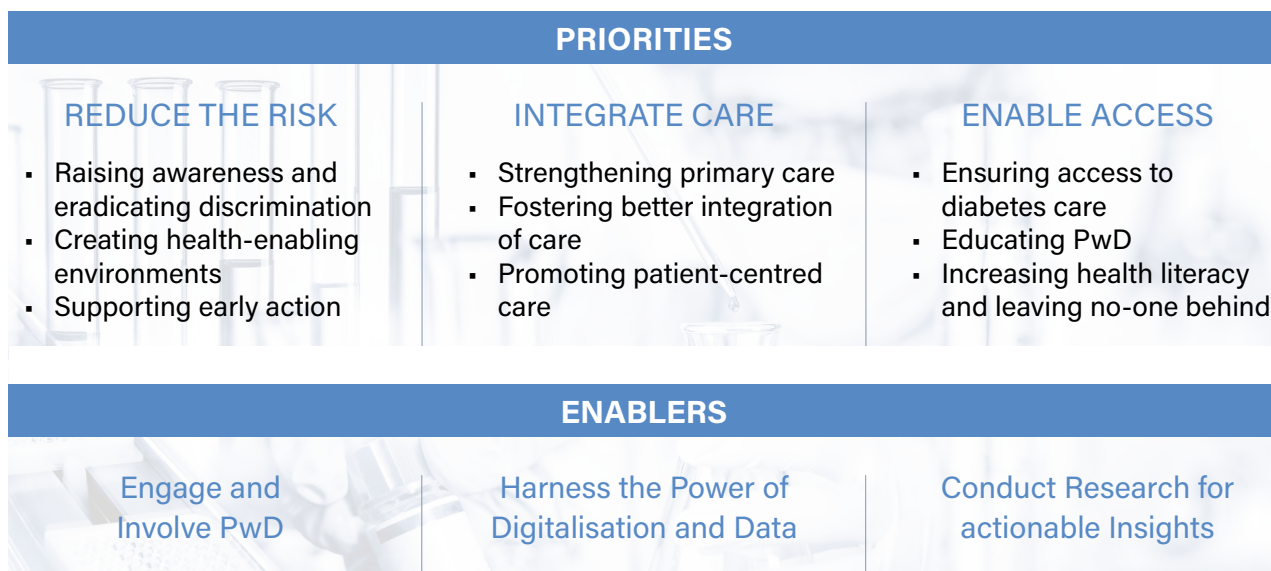 PRIORITIES
REDUCE THE RISK
▪ Raising awareness and
eradicating discrimination
▪ Creating health-enabling
environments
▪ Supporting early action
INTEGRATE CARE
▪ Strengthening primary care
▪ Fostering better integration
of care
▪ Promoting patient-centred
care
ENABLE ACCESS
▪ Ensuring access to
diabetes care
▪ Educating PwD
▪ Increasing health literacy
and leaving no-one behind
ENABLERS
Engage and
Involve PwD
Harness the Power of
Digitalisation and Data
Conduct Research for
actionable Insights